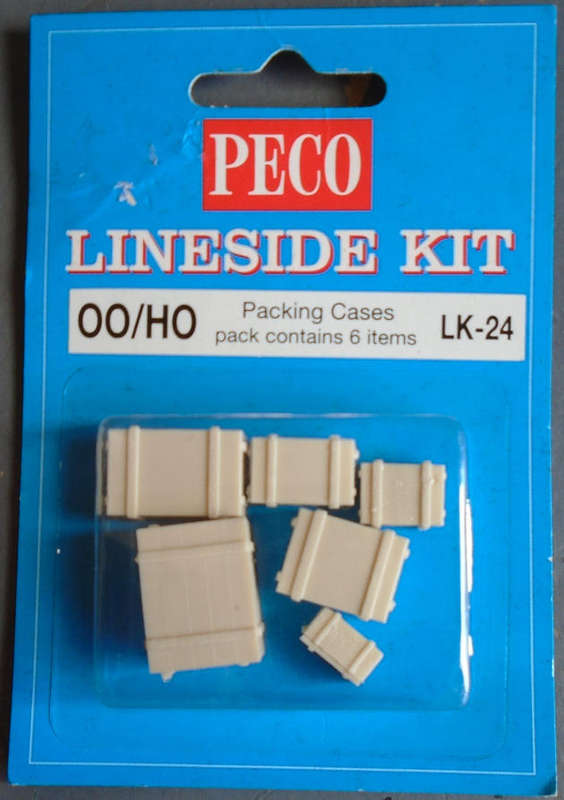 PECO
LINESIDE KIT
OO/HO
Packing Cases
pack contains 6 items
LK-24